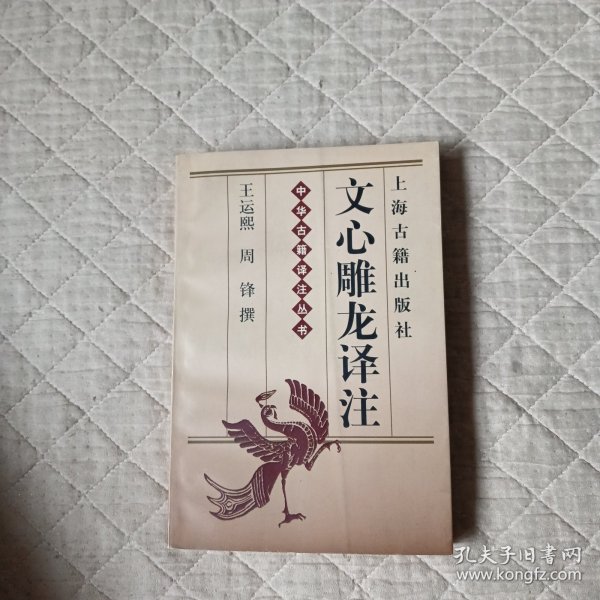 上海古籍出版社
文心雕龙译注
中华古籍译注丛书
王运熙 周锋 撰
孔夫子旧书网
www.kongfz.com